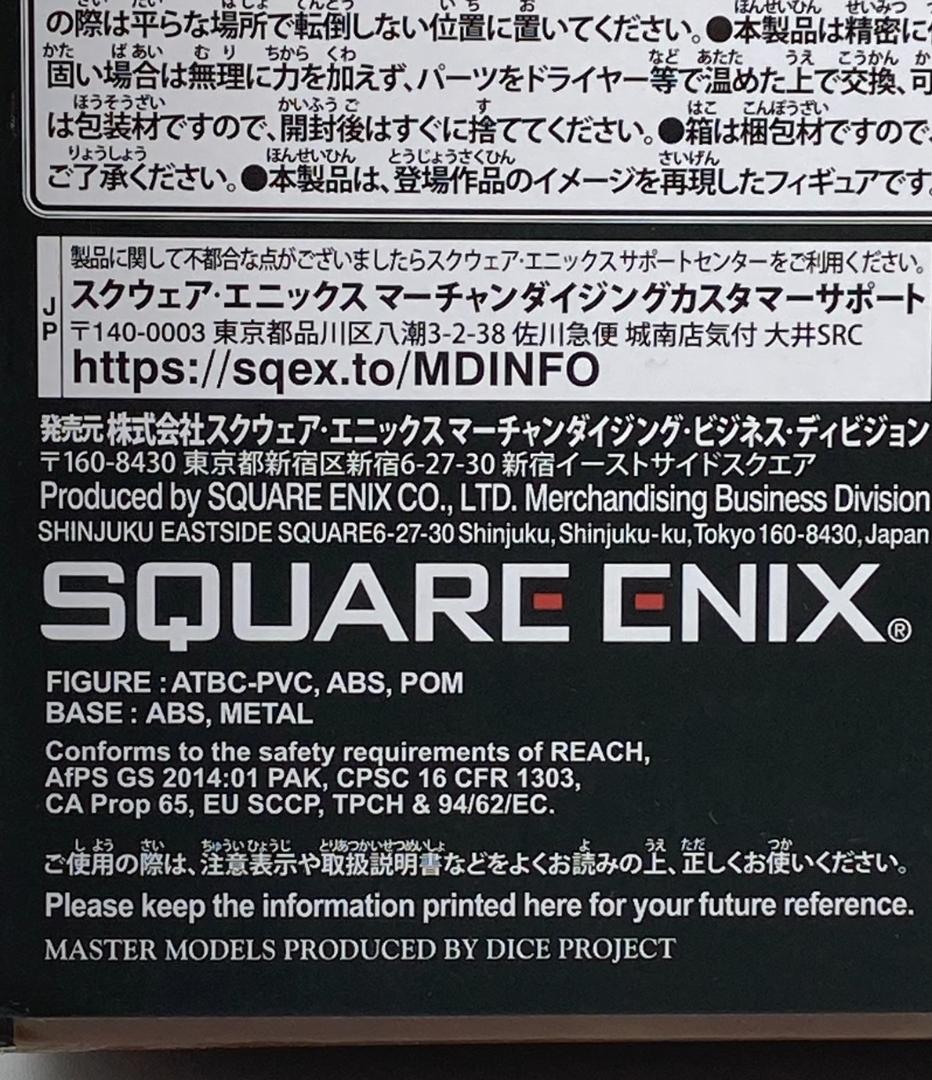 の際は平らな場所で転倒しない位置に置いてください。●本製品は精密に
固い場合は無理に力を加えず、パーツをドライヤー等で温めた上で交換、可
は包装材ですので、開封後はすぐに捨ててください。●箱は梱包材ですので、
ご了承ください。●本製品は、登場作品のイメージを再現したフィギュアです。
JP
製品に関して不都合な点がございましたらスクウェア・エニックスサポートセンターをご利用ください。
スクウェア・エニックス マーチャンダイジングカスタマーサポート
〒140-0003 東京都品川区八潮3-2-38 佐川急便 城南店気付 大井SRC
https://sqex.to/MDINFO
発売元 株式会社スクウェア・エニックス マーチャンダイジング・ビジネス・ディビジョン
〒160-8430 東京都新宿区新宿6-27-30 新宿イーストサイドスクエア
Produced by SQUARE ENIX CO., LTD. Merchandising Business Division
SHINJUKU EASTSIDE SQUARE6-27-30 Shinjuku, Shinjuku-ku, Tokyo 160-8430, Japan
SQUARE ENIX®
FIGURE : ATBC-PVC, ABS, POM
BASE : ABS, METAL
Conforms to the safety requirements of REACH,
AfPS GS 2014:01 PAK, CPSC 16 CFR 1303,
CA Prop 65, EU SCCP, TPCH & 94/62/EC.
ご使用の際は、注意表示や取扱説明書などをよくお読みの上、正しくお使いください。
Please keep the information printed here for your future reference.
MASTER MODELS PRODUCED BY DICE PROJECT